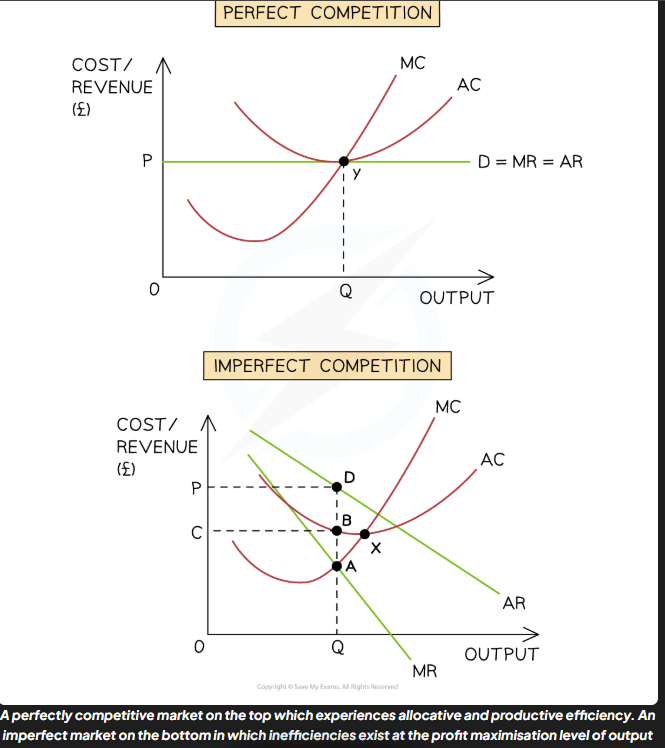 PERFECT COMPETITION
COST/
REVENUE
(£)
MC
AC
P
D = MR = AR
y
O
Q
OUTPUT
IMPERFECT COMPETITION
COST/
REVENUE
(£)
MC
AC
P
D
B
C
X
A
AR
O
Q
OUTPUT
MR
Copyright © Save My Exams. All Rights Reserved
A perfectly competitive market on the top which experiences allocative and productive efficiency. An
imperfect market on the bottom in which inefficiencies exist at the profit maximisation level of output